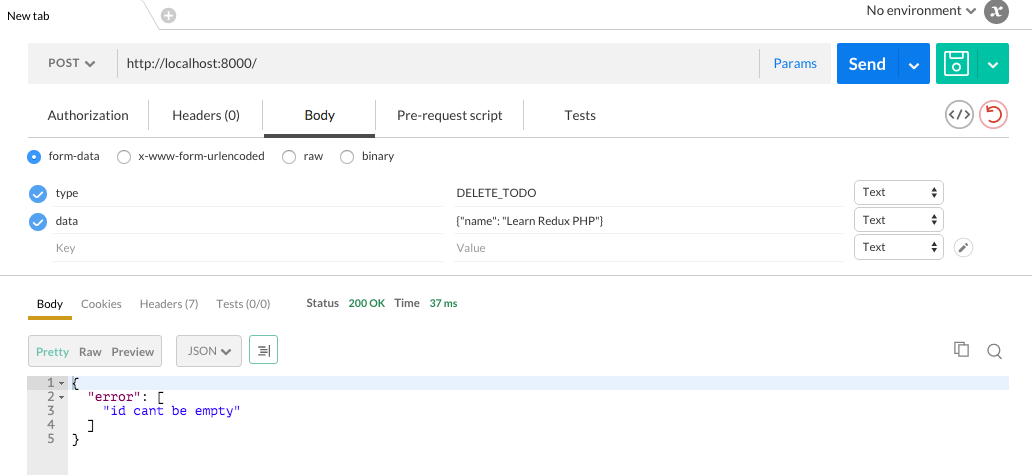 New tab
No environment
x
POST http://localhost:8000/ Params Send
Authorization Headers (0) Body Pre-request script Tests
</>
form-data x-www-form-urlencoded raw binary
type DELETE_TODO Text
data {"name": "Learn Redux PHP"} Text
Key Value Text
Body Cookies Headers (7) Tests (0/0) Status 200 OK Time 37 ms
Pretty Raw Preview JSON
1 {
2 "error": [
3 "id cant be empty"
4 ]
5 }